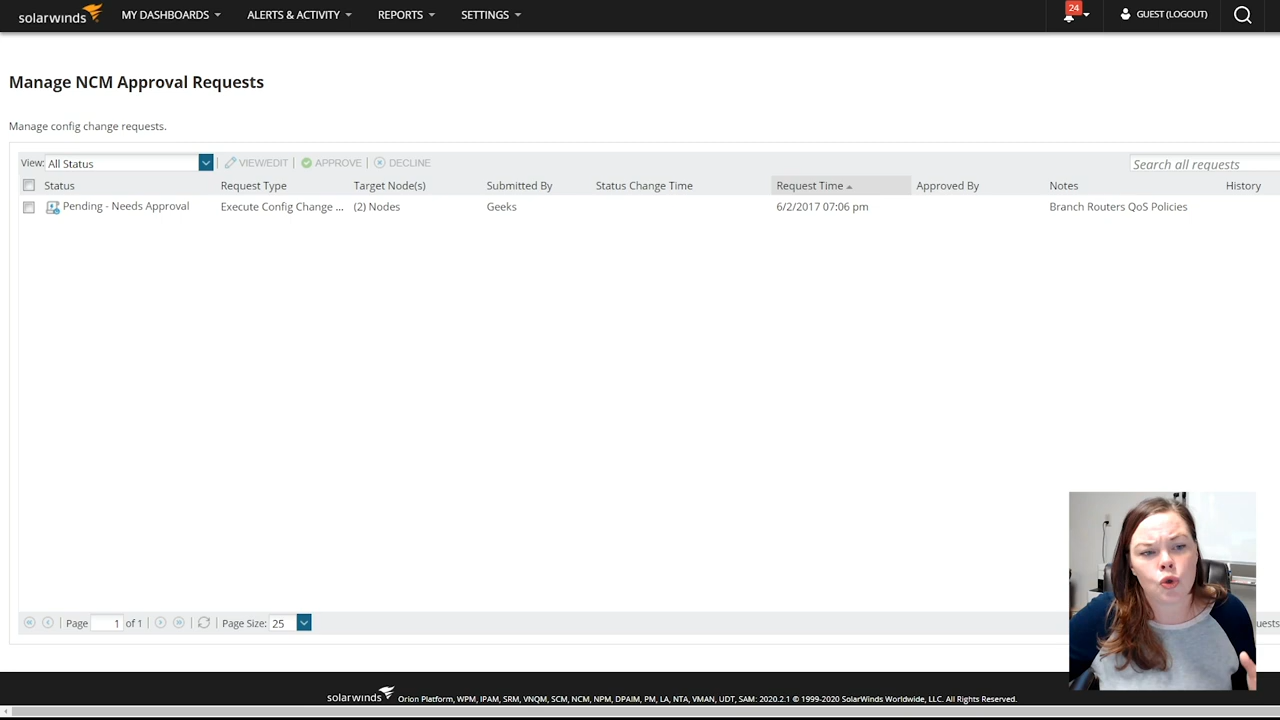 solarwinds MY DASHBOARDS ALERTS & ACTIVITY REPORTS SETTINGS 24 GUEST (LOGOUT)
Manage NCM Approval Requests
Manage config change requests.
View: All Status VIEW/EDIT | APPROVE | DECLINE Search all requests
Status Request Type Target Node(s) Submitted By Status Change Time Request Time Approved By Notes History
Pending - Needs Approval Execute Config Change ... (2) Nodes Geeks 6/2/2017 07:06 pm Branch Routers QoS Policies
Page 1 of 1 Page Size: 25
solarwinds Orion Platform, WPM, IPAM, SRM, VNQM, SCM, NCM, NPM, DPAIM, PM, LA, NTA, VMAN, UDT, SAM: 2020.2.1 © 1999-2020 SolarWinds Worldwide, LLC. All Rights Reserved.